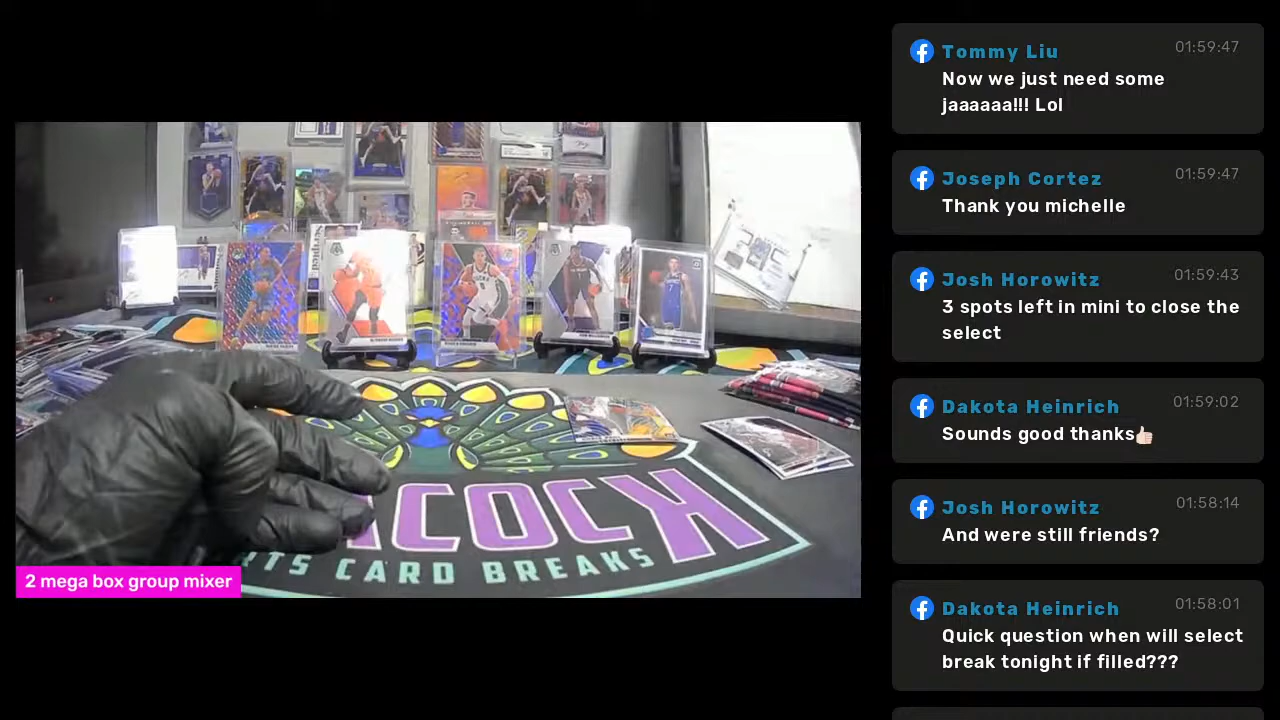 Tommy Liu
01:59:47
Now we just need some
jaaaaaa!!! Lol
Joseph Cortez
01:59:47
Thank you michelle
Josh Horowitz
01:59:43
3 spots left in mini to close the
select
Dakota Heinrich
01:59:02
Sounds good thanks👍🏻
Josh Horowitz
01:58:14
And were still friends?
Dakota Heinrich
01:58:01
Quick question when will select
break tonight if filled???
ACOCK
RTS CARD BREAKS
2 mega box group mixer